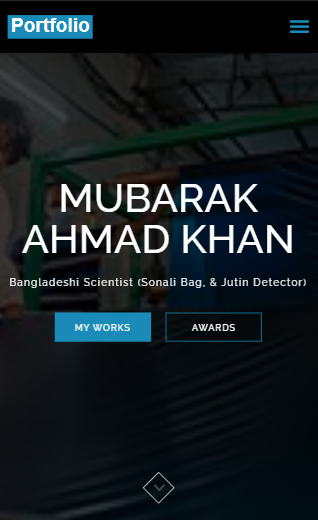 Portfolio
MUBARAK
AHMAD KHAN
Bangladeshi Scientist (Sonali Bag, & Jutin Detector)
MY WORKS
AWARDS